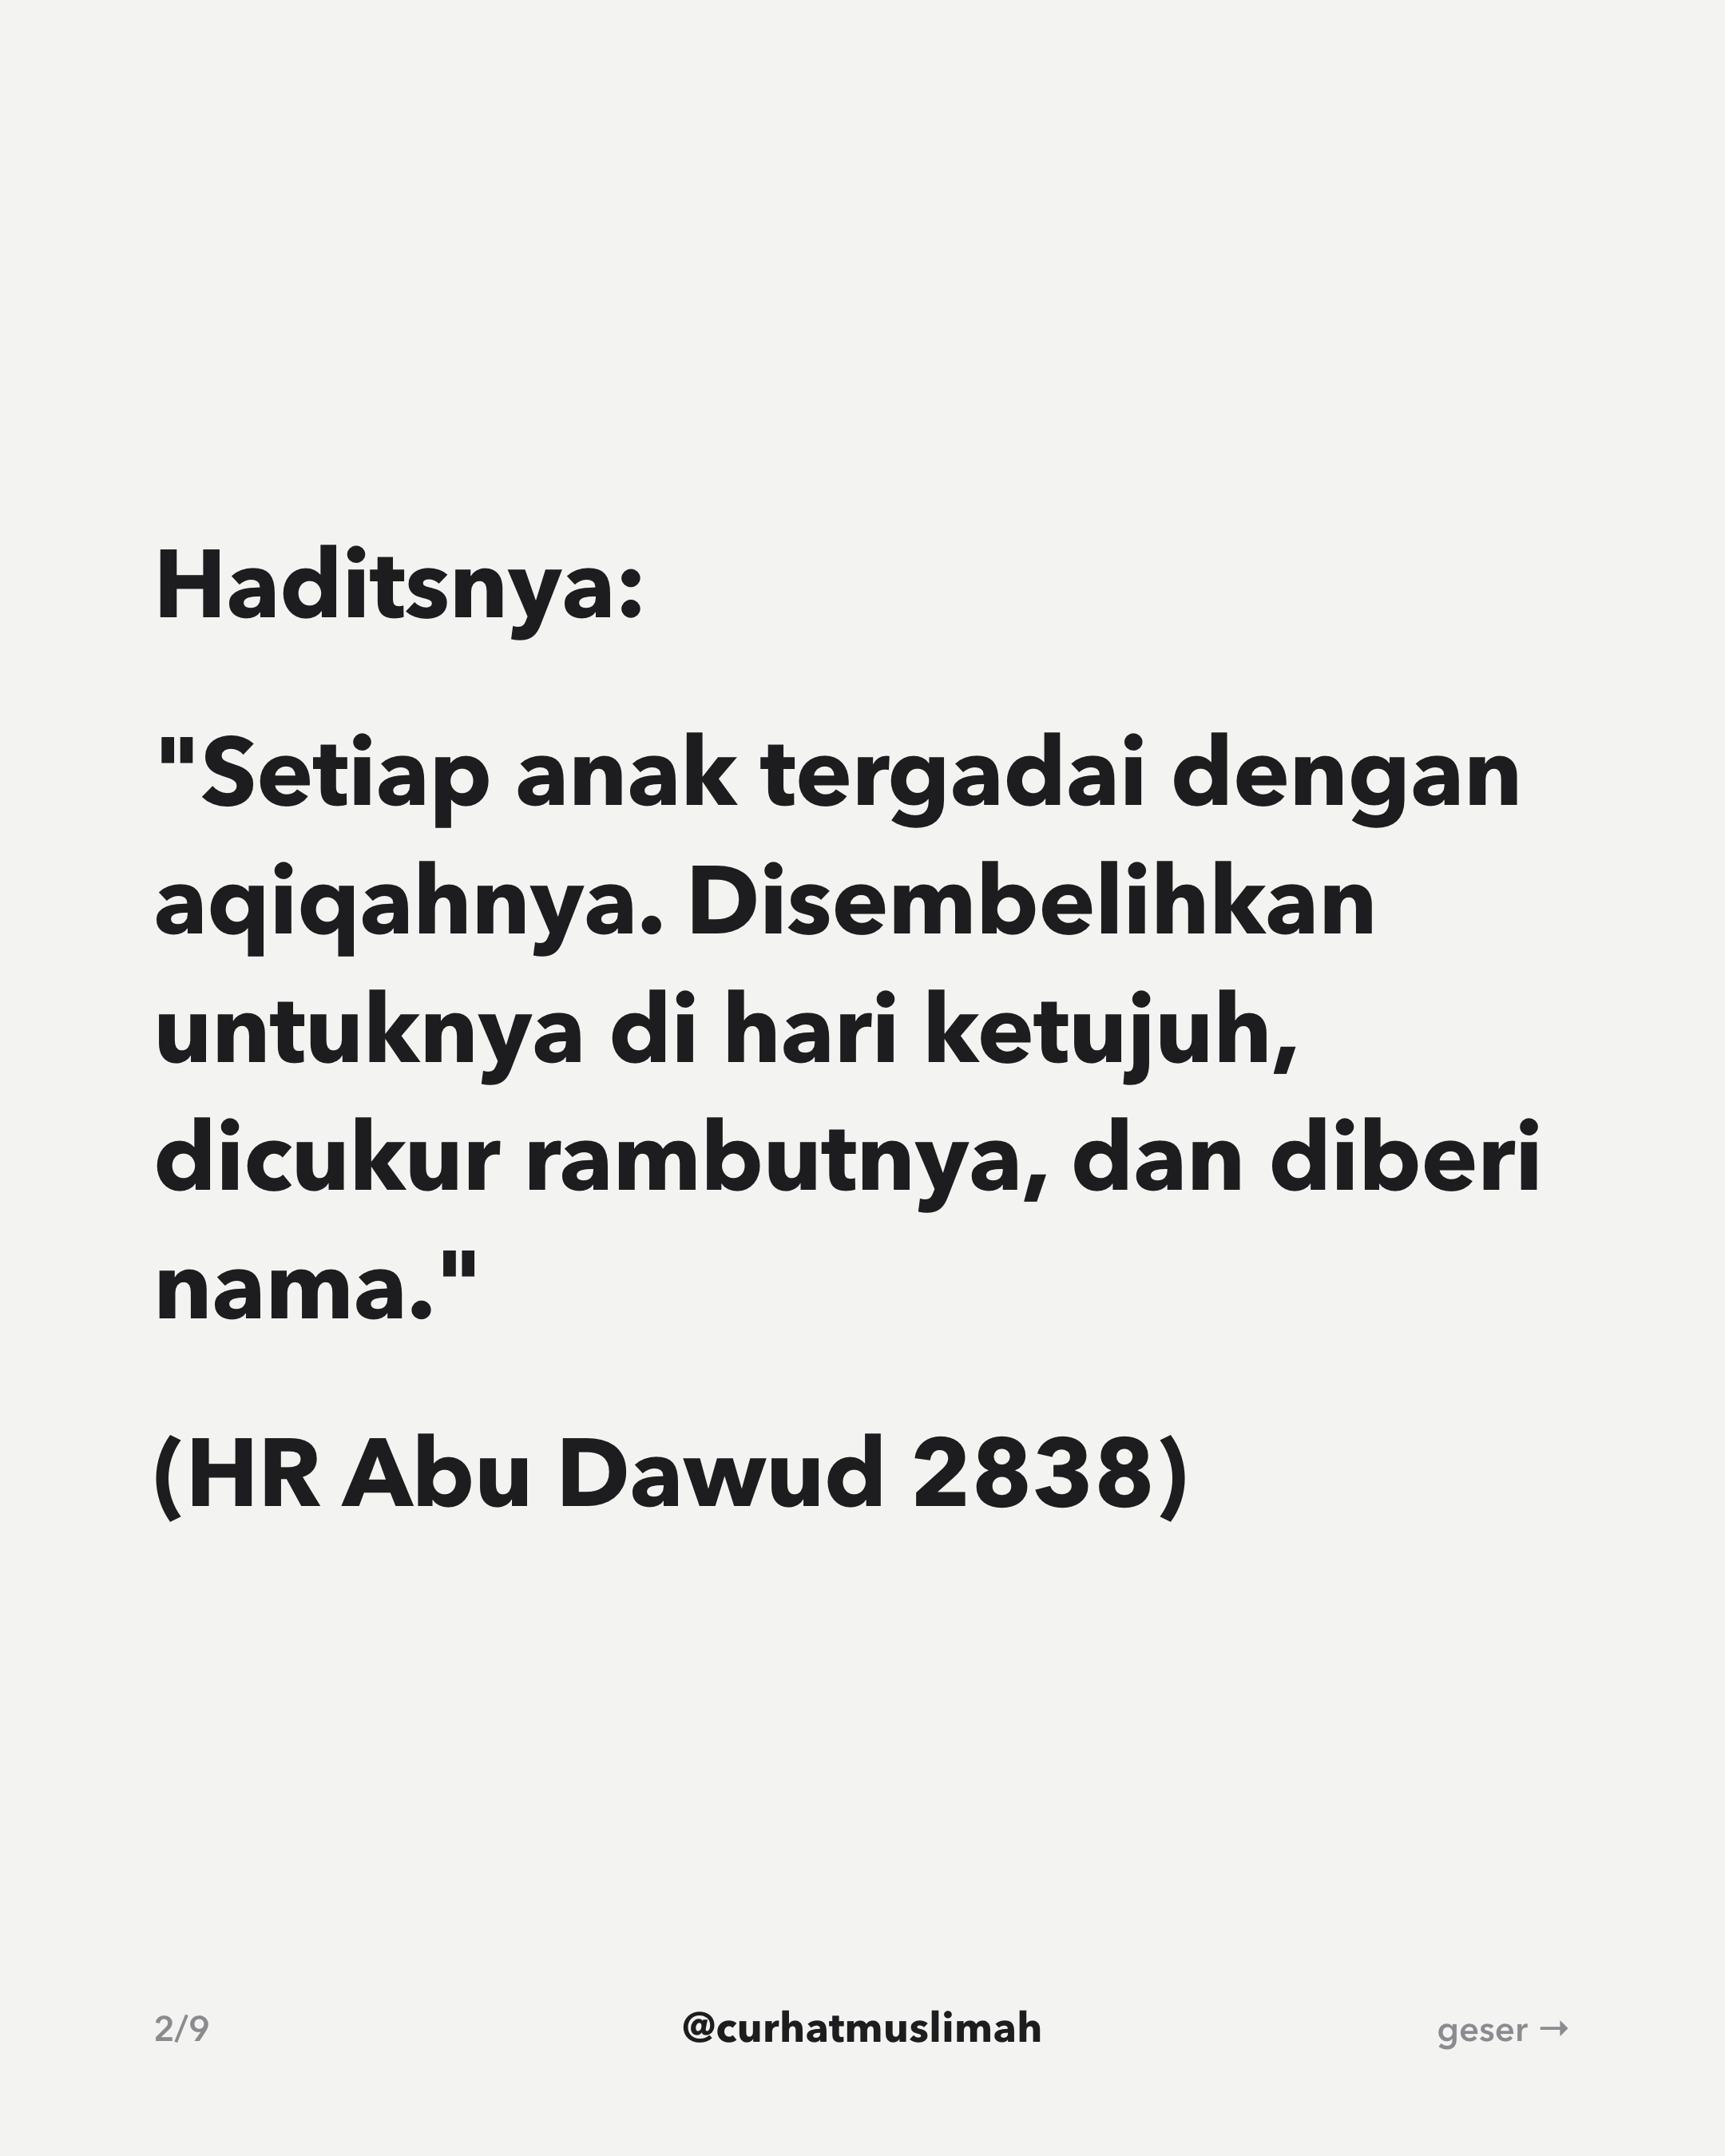 Haditsnya:
"Setiap anak tergadai dengan
aqiqahnya. Disembelihkan
untuknya di hari ketujuh,
dicukur rambutnya, dan diberi
nama."
(HR Abu Dawud 2838)
2/9
@curhatmuslimah
geser →